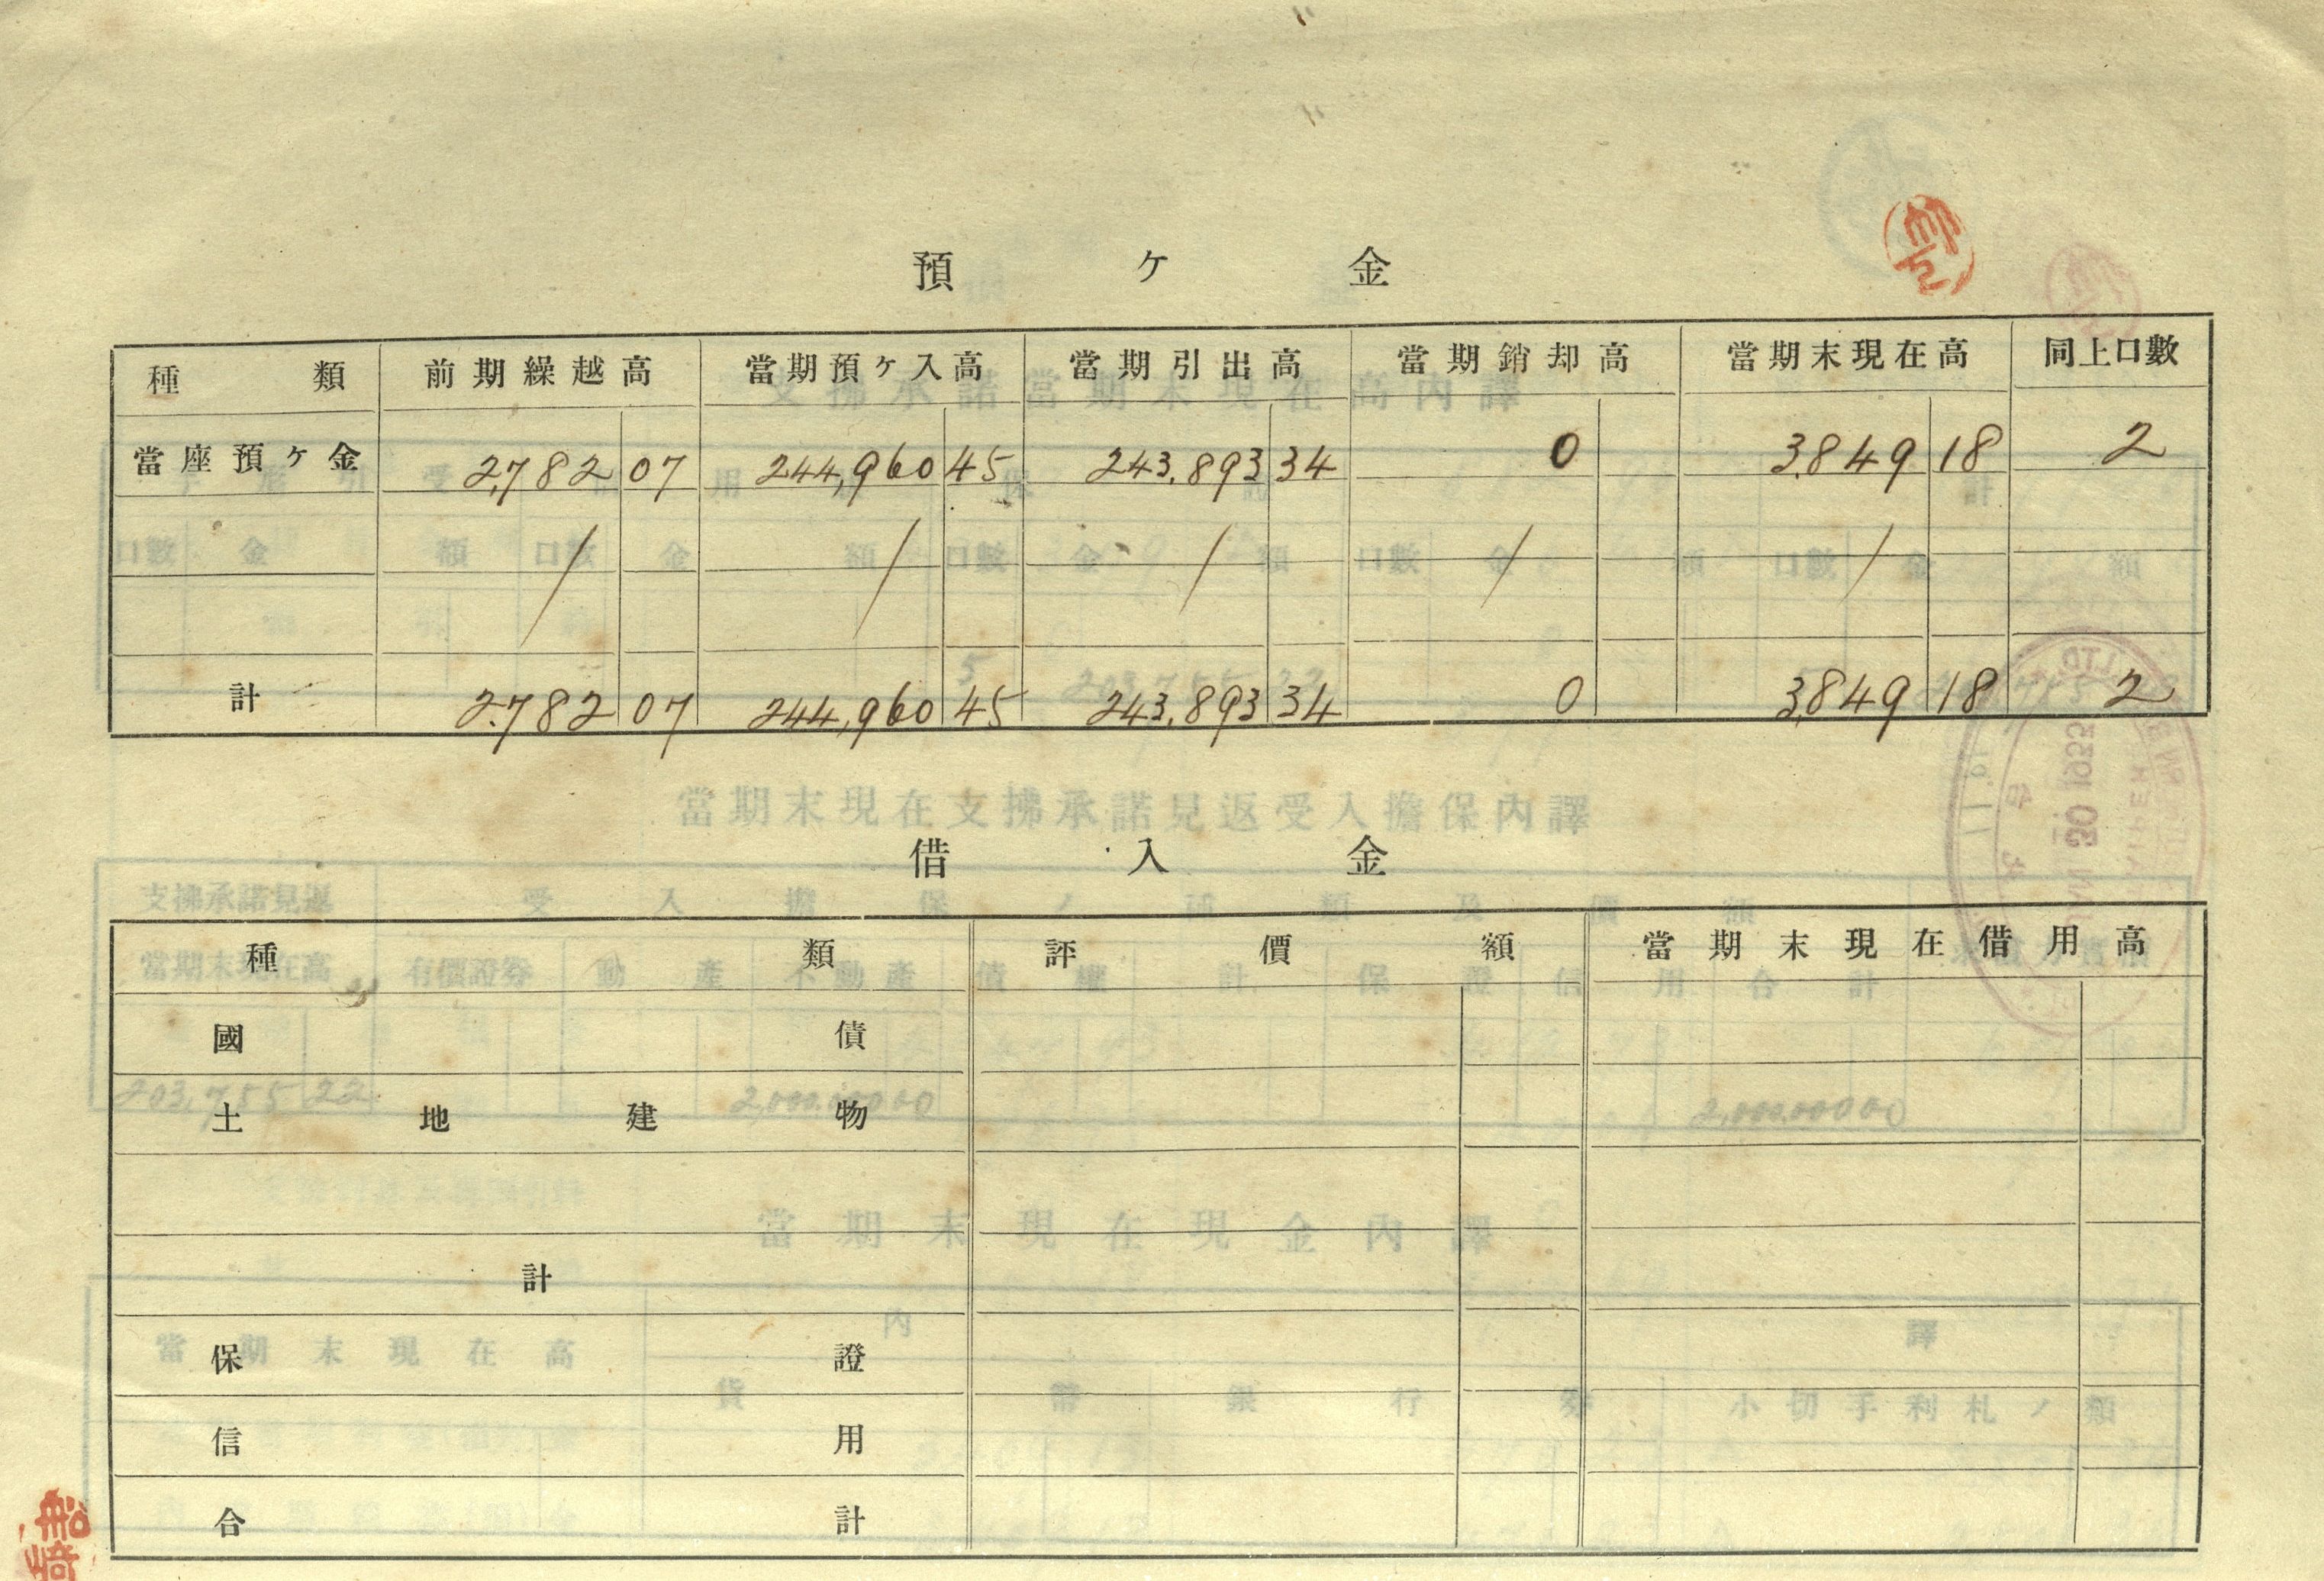 預ケ金
種類 前期繰越高 當期預ケ入高 當期引出高 當期銷却高 當期末現在高 同上口數
當座預ケ金 2,782 07 244,960 45 243,893 34 0 3,849 18 2
計 2,782 07 244,960 45 243,893 34 0 3,849 18 2
借入金
種類 評價額 當期末現在借用高
國債
土地建物
計
保證
信用
合計